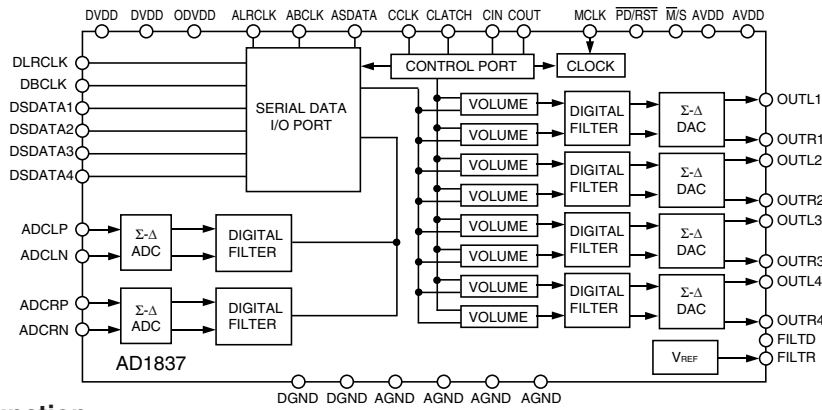 DVDD DVDD ODVDD ALRCLK ABCLK ASDATA CCLK CLATCH CIN COUT MCLK PD/RST M/S AVDD AVDD
DLRCLK
DBCLK
DSDATA1
DSDATA2
DSDATA3
DSDATA4
SERIAL DATA
I/O PORT
CONTROL PORT
CLOCK
VOLUME
VOLUME
DIGITAL
FILTER
Σ-Δ
DAC
OUTL1
OUTR1
VOLUME
VOLUME
DIGITAL
FILTER
Σ-Δ
DAC
OUTL2
OUTR2
VOLUME
VOLUME
DIGITAL
FILTER
Σ-Δ
DAC
OUTL3
OUTR3
VOLUME
VOLUME
DIGITAL
FILTER
Σ-Δ
DAC
OUTL4
OUTR4
ADCLP
ADCLN
Σ-Δ
ADC
DIGITAL
FILTER
ADCRP
ADCRN
Σ-Δ
ADC
DIGITAL
FILTER
AD1837
VREF
FILTD
FILTR
DGND DGND AGND AGND AGND AGND